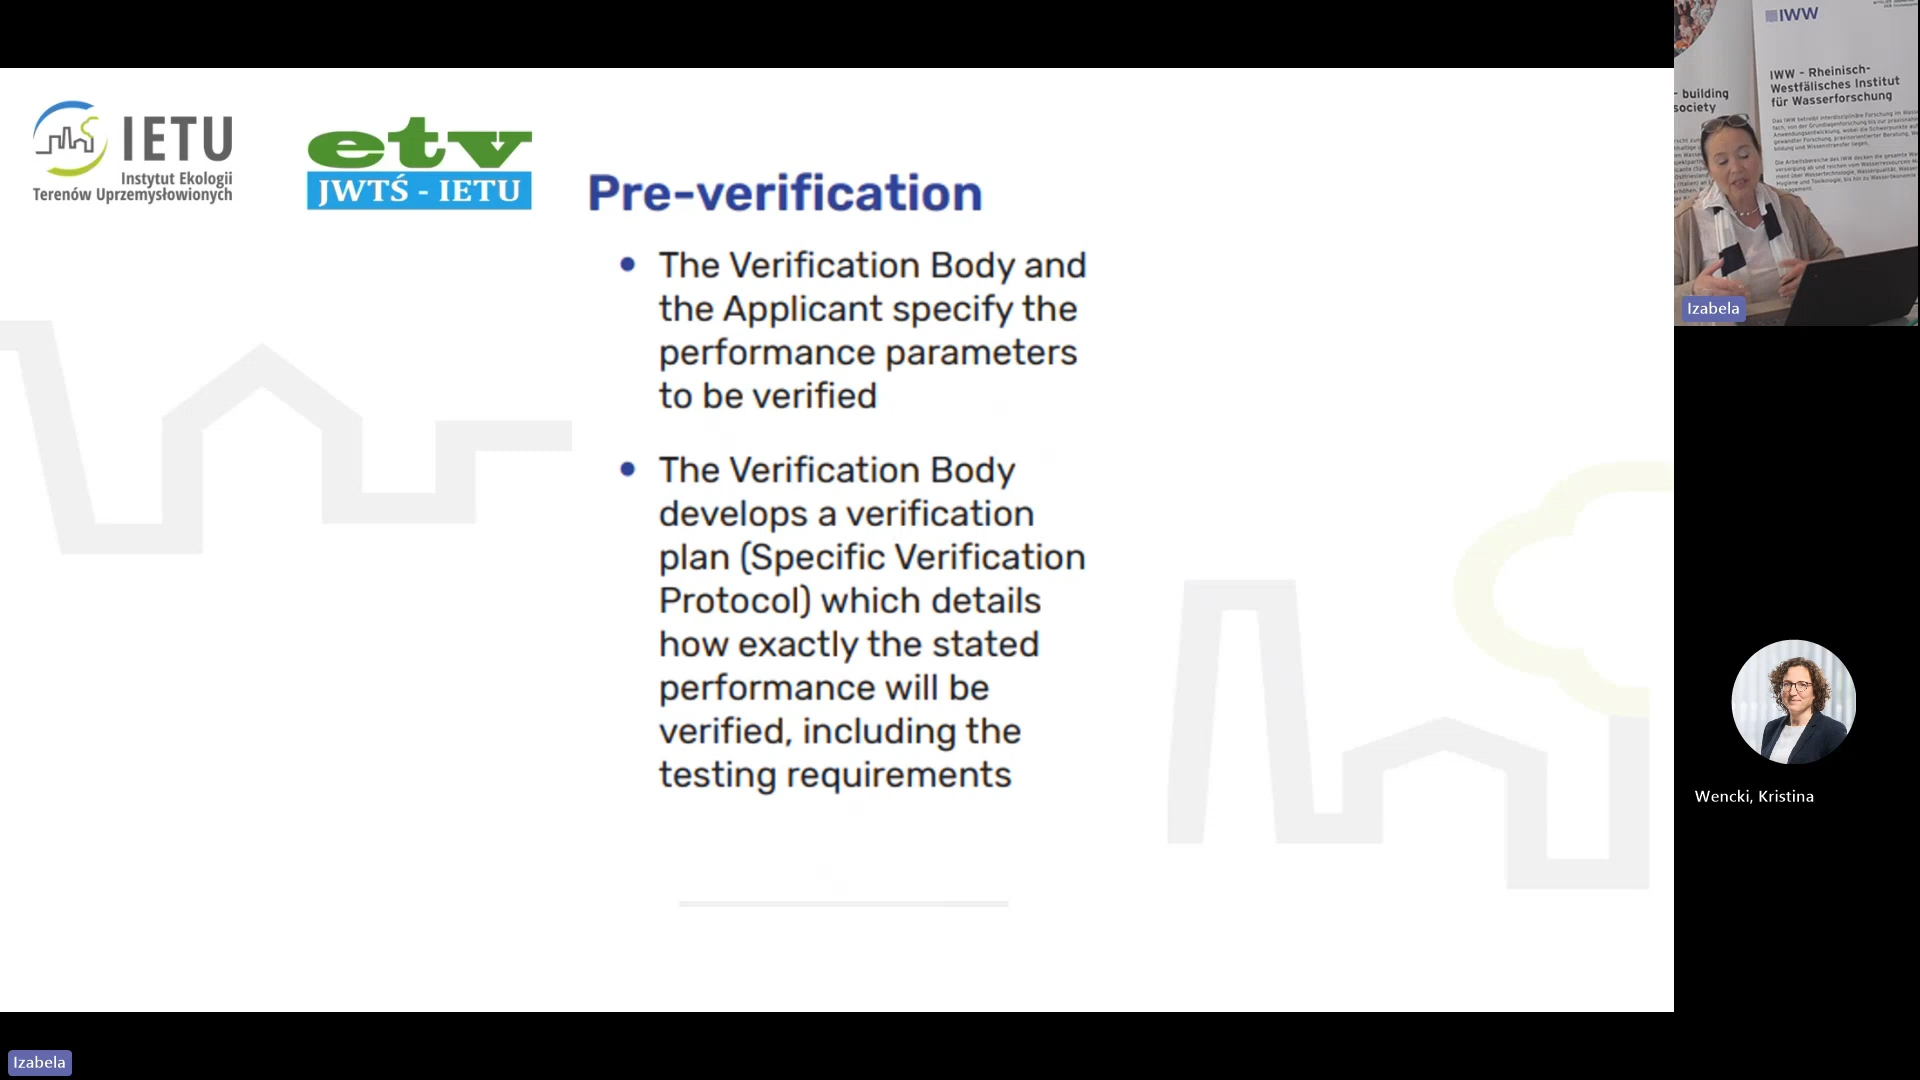 IETU
Instytut Ekologii
Terenów Uprzemysłowionych
etv
JWTŚ - IETU
Pre-verification
• The Verification Body and
the Applicant specify the
performance parameters
to be verified
• The Verification Body
develops a verification
plan (Specific Verification
Protocol) which details
how exactly the stated
performance will be
verified, including the
testing requirements
- building
society
IWW
IWW - Rheinisch-
Westfälisches Institut
für Wasserforschung
Izabela
Wencki, Kristina
Izabela